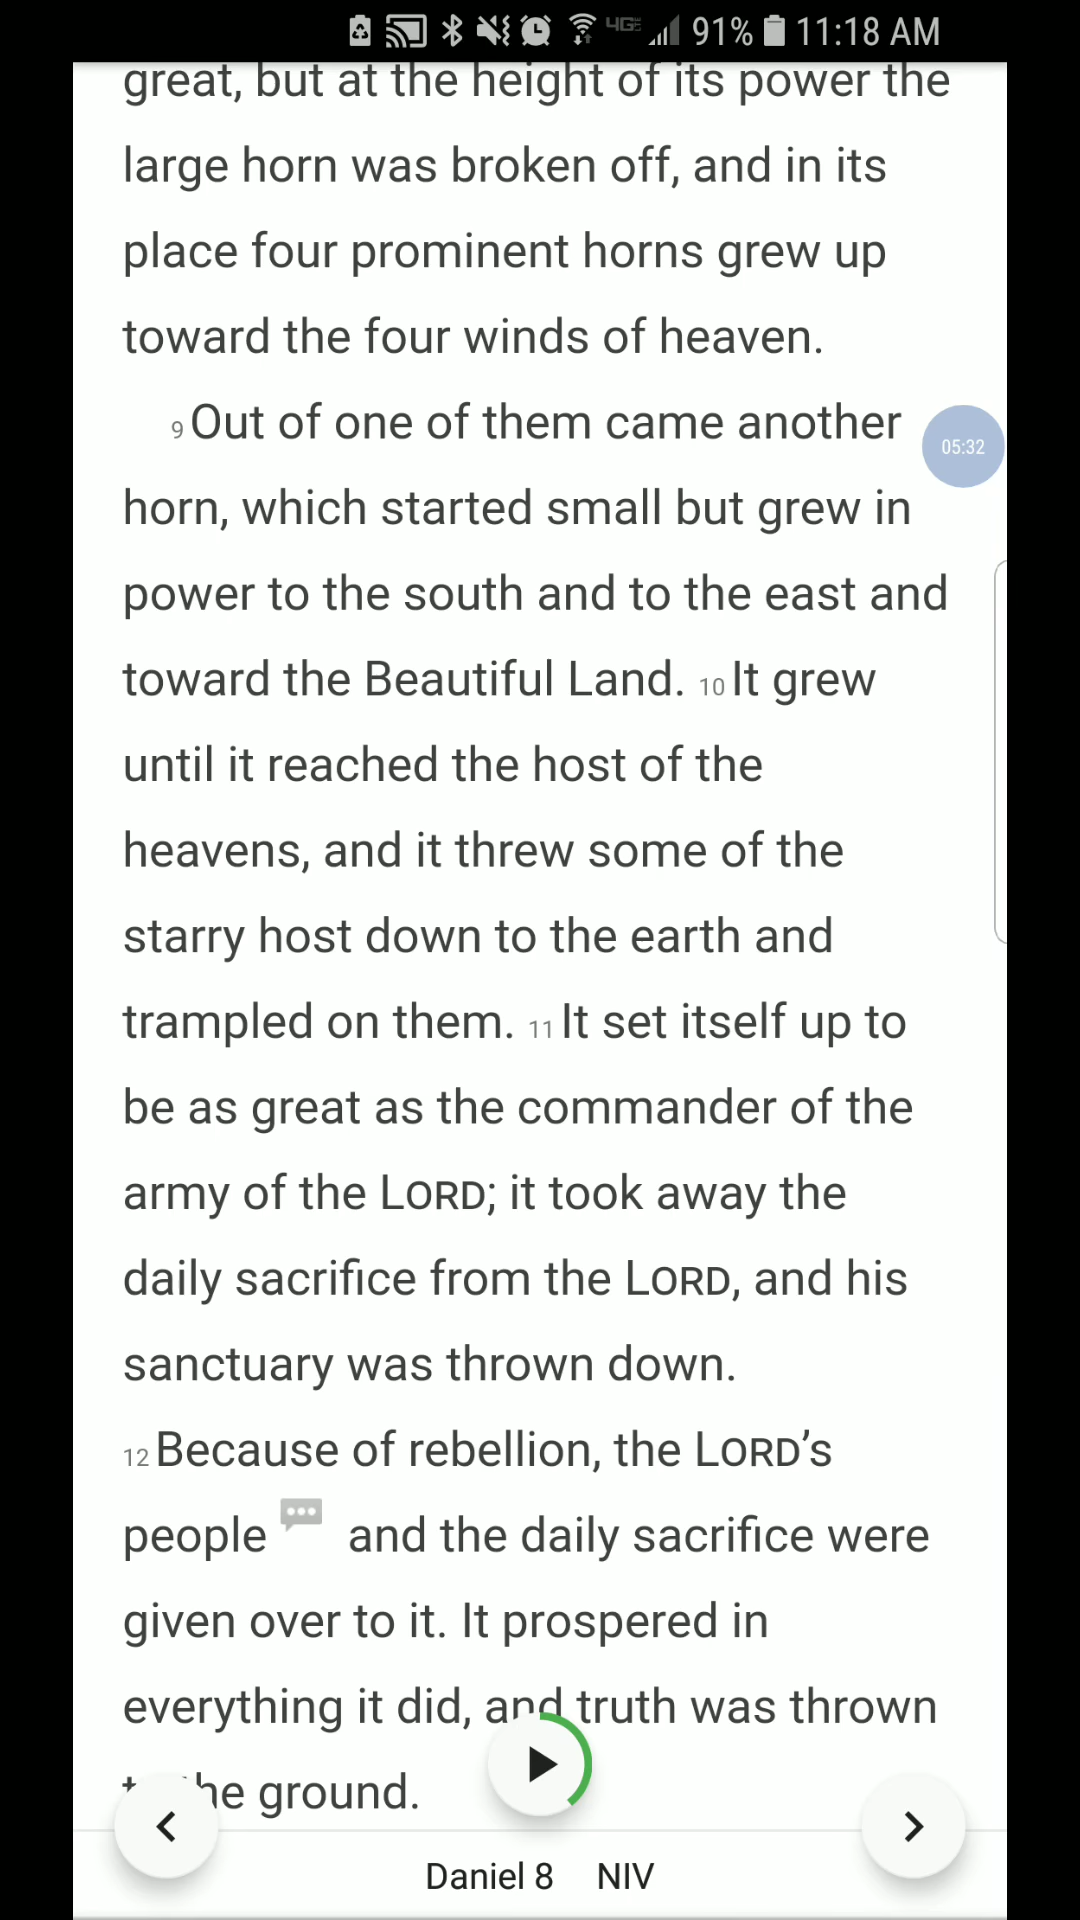 4G 91% 11:18 AM
great, but at the height of its power the
large horn was broken off, and in its
place four prominent horns grew up
toward the four winds of heaven.
9 Out of one of them came another
05:32
horn, which started small but grew in
power to the south and to the east and
toward the Beautiful Land. 10 It grew
until it reached the host of the
heavens, and it threw some of the
starry host down to the earth and
trampled on them. 11 It set itself up to
be as great as the commander of the
army of the LORD; it took away the
daily sacrifice from the LORD, and his
sanctuary was thrown down.
12 Because of rebellion, the LORD’s
people and the daily sacrifice were
given over to it. It prospered in
everything it did, and truth was thrown
ground.
Daniel 8 NIV